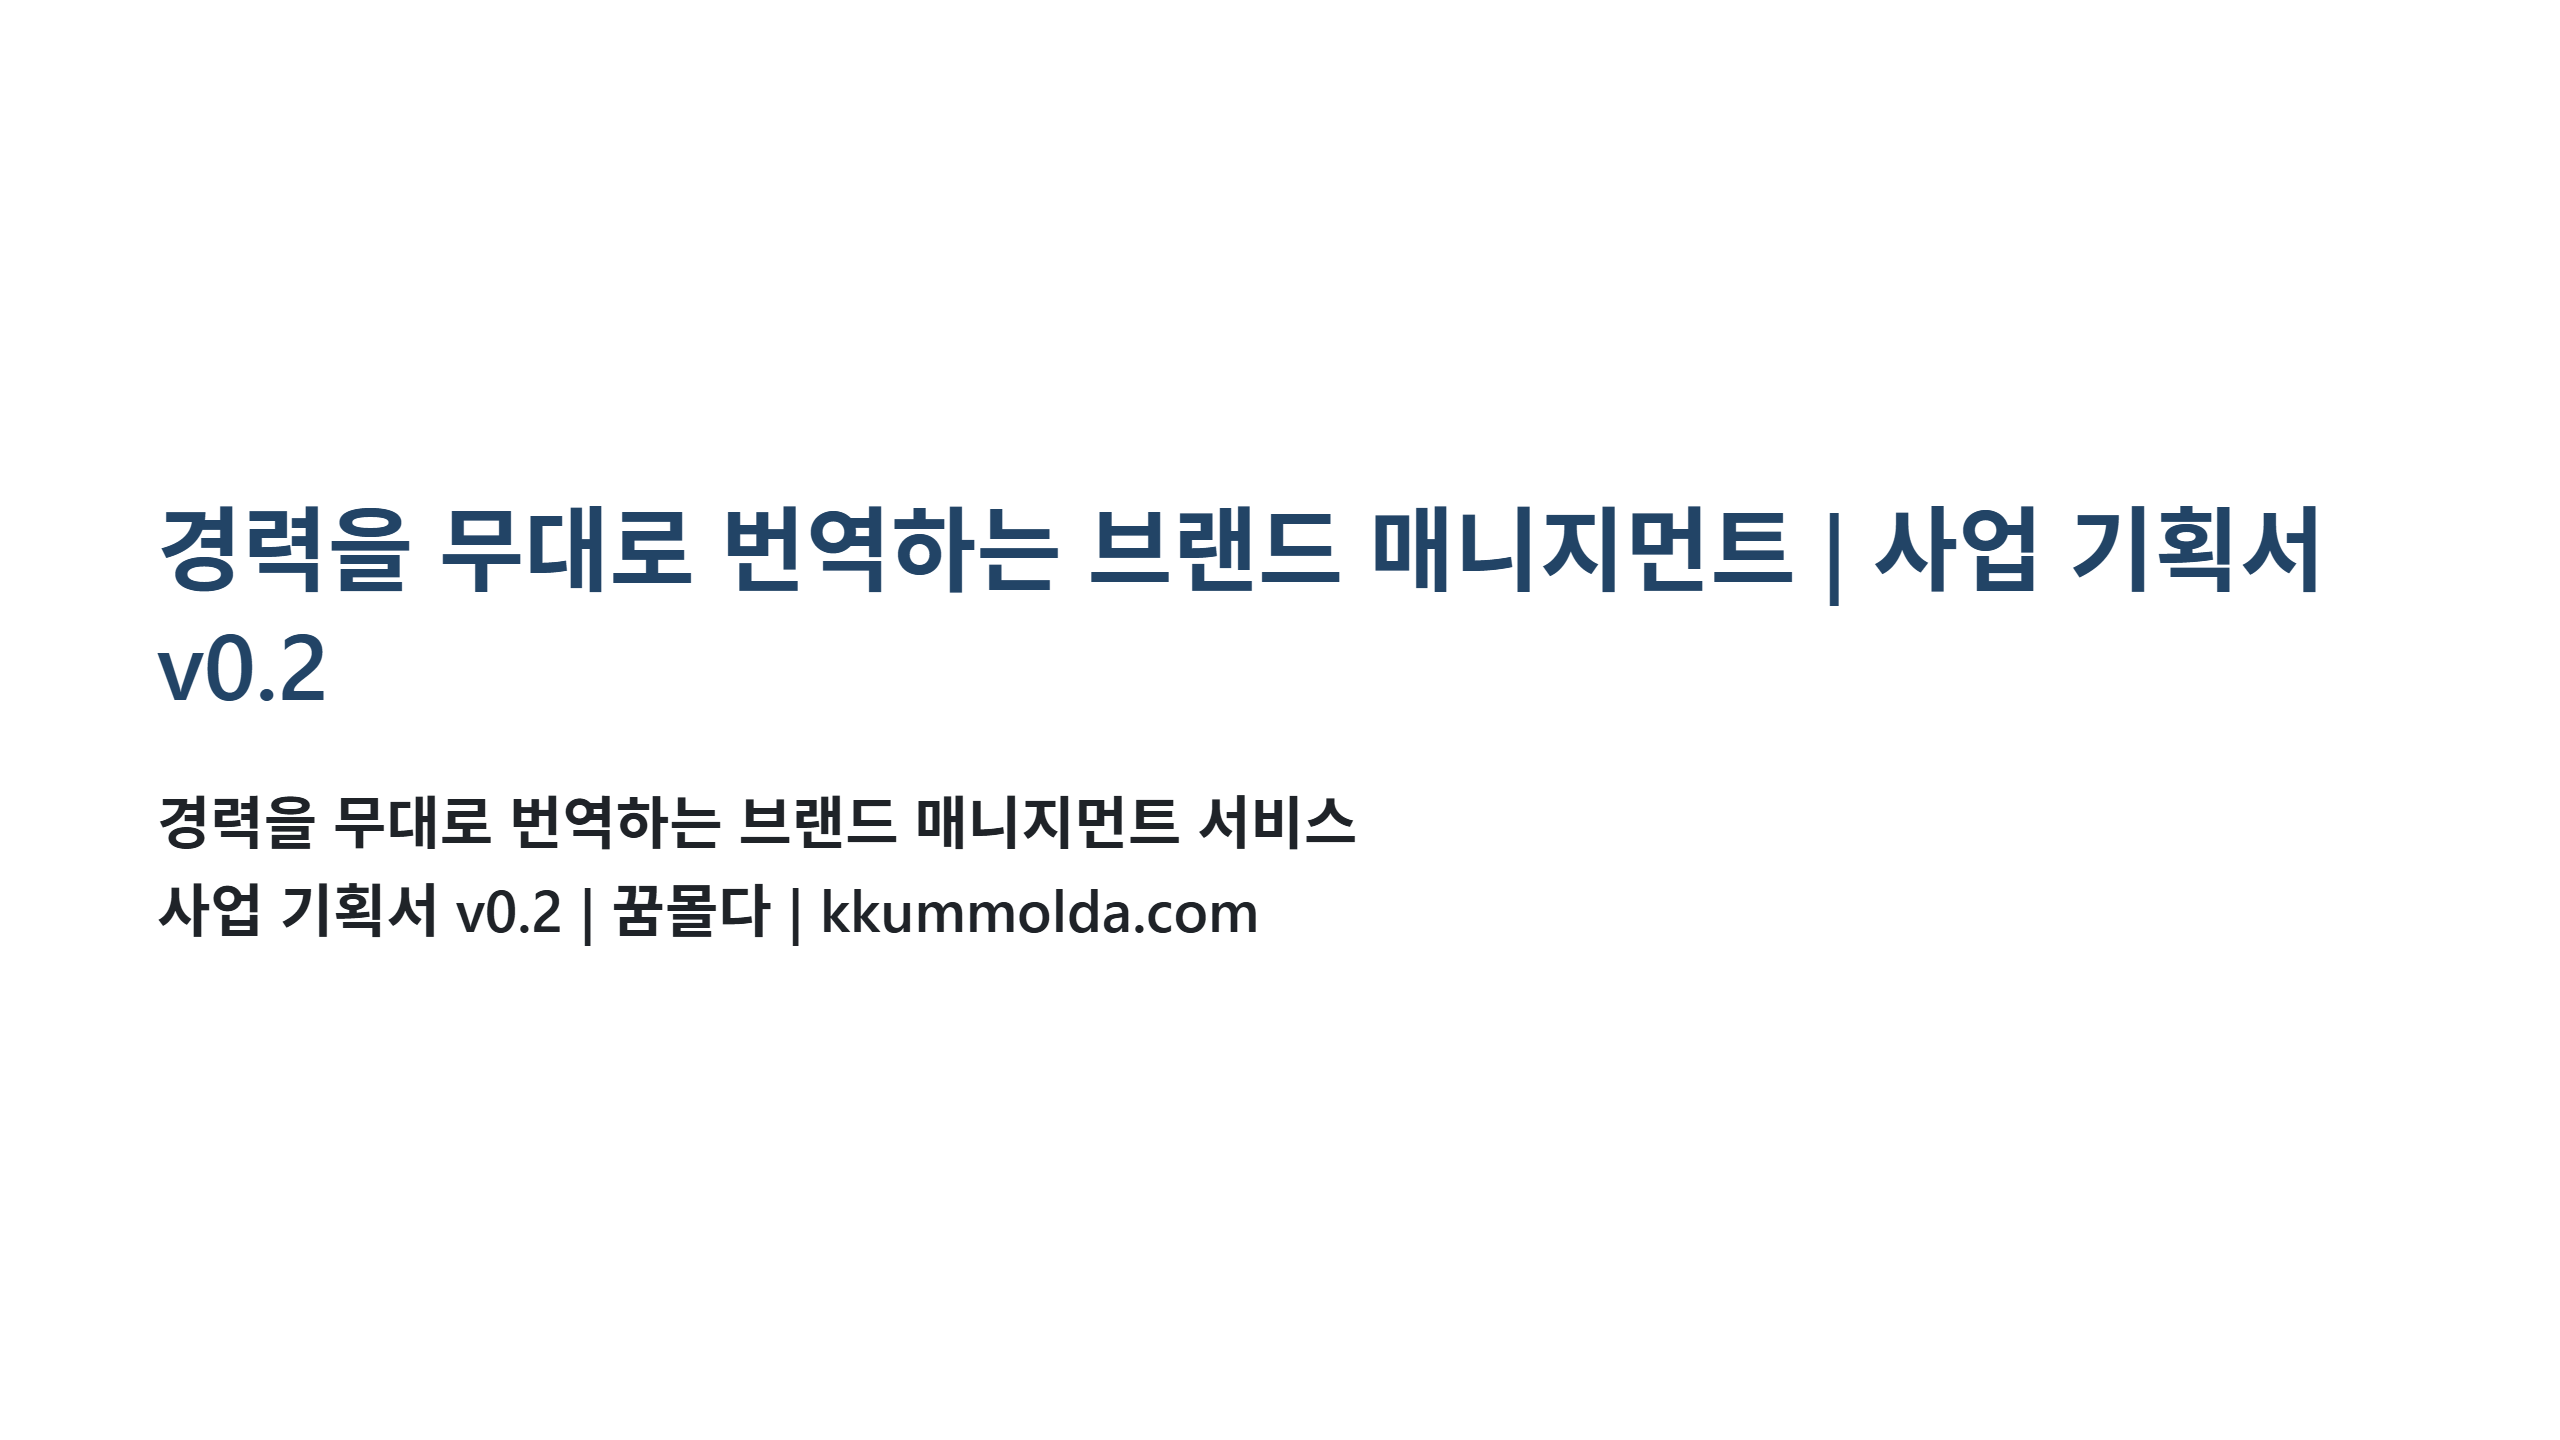 경력을 무대로 번역하는 브랜드 매니지먼트 | 사업 기획서
v0.2
경력을 무대로 번역하는 브랜드 매니지먼트 서비스
사업 기획서 v0.2 | 꿈몰다 | kkummolda.com